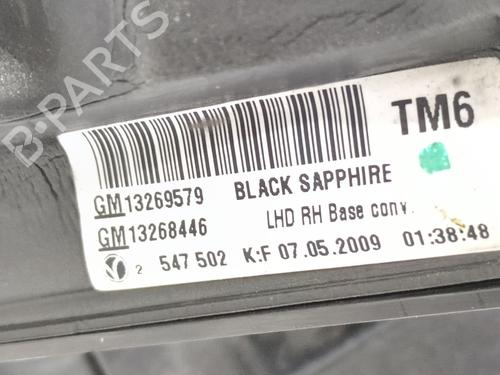 B-PARTS
TM6
GM13269579 BLACK SAPPHIRE
GM13268446 LHD RH Base conv.
2 547 502 K:F 07.05.2009 01:38:48